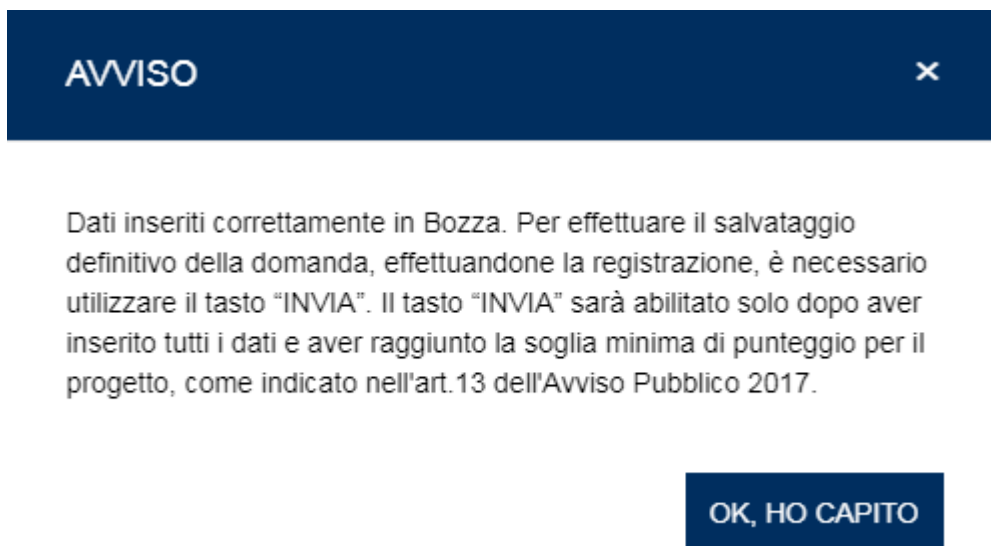 AVVISO ×
Dati inseriti correttamente in Bozza. Per effettuare il salvataggio
definitivo della domanda, effettuandone la registrazione, è necessario
utilizzare il tasto “INVIA”. Il tasto “INVIA” sarà abilitato solo dopo aver
inserito tutti i dati e aver raggiunto la soglia minima di punteggio per il
progetto, come indicato nell'art.13 dell'Avviso Pubblico 2017.
OK, HO CAPITO